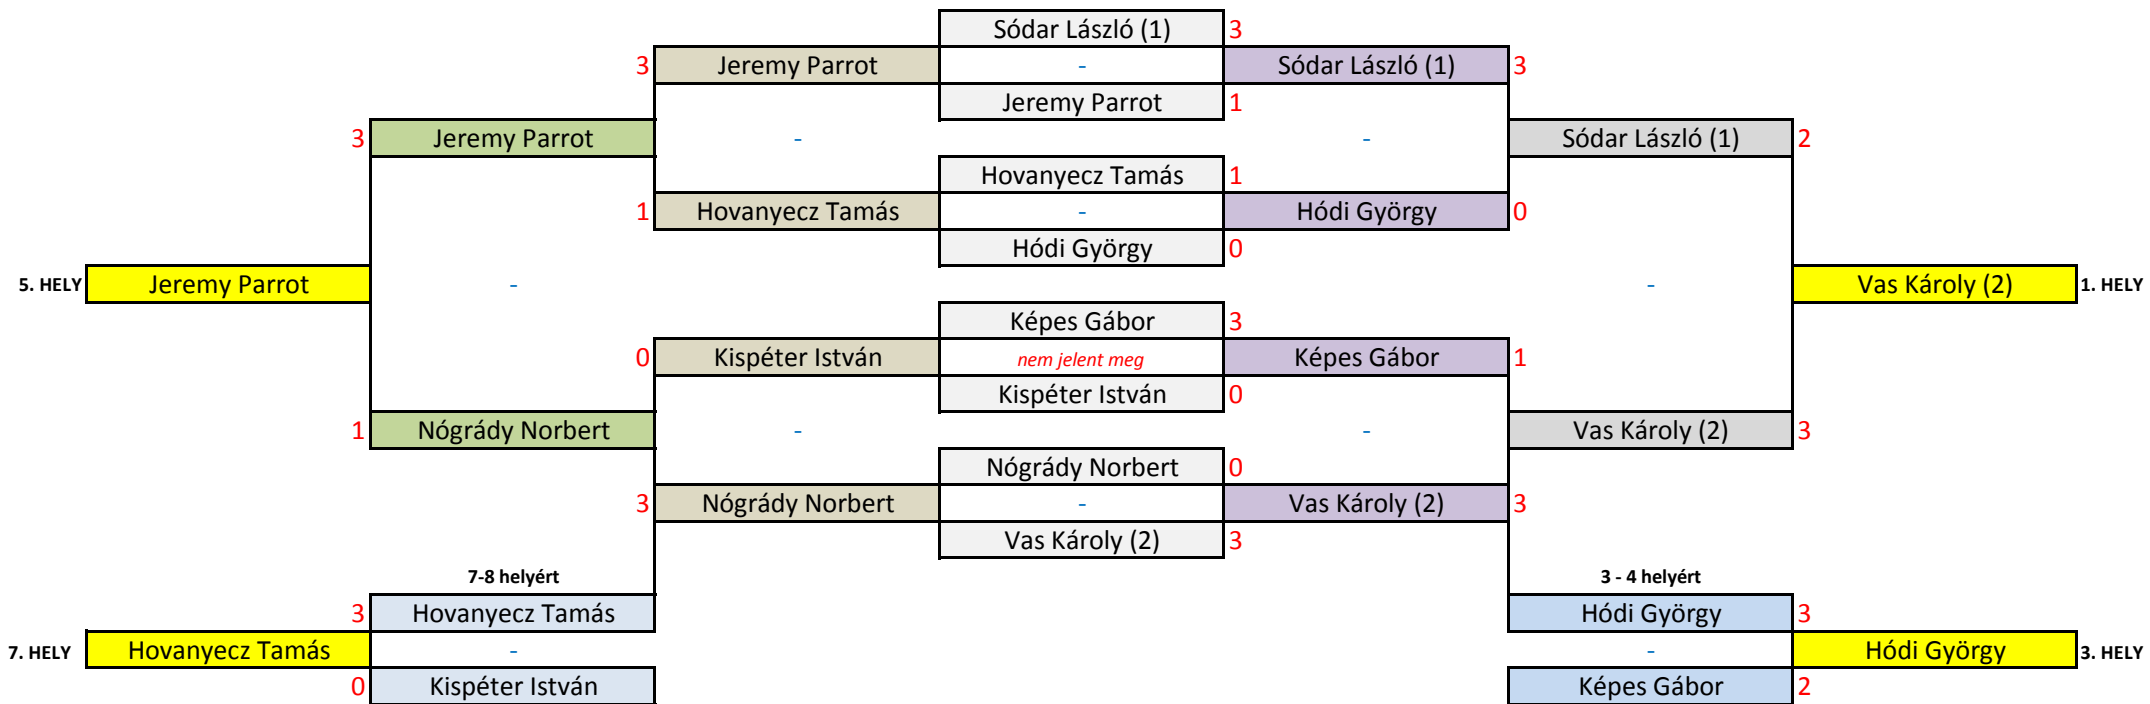 Sódar László (1) 3
3 Jeremy Parrot - Sódar László (1) 3
Jeremy Parrot 1
3 Jeremy Parrot - - Sódar László (1) 2
Hovanyecz Tamás 1
1 Hovanyecz Tamás - Hódi György 0
Hódi György 0
5. HELY Jeremy Parrot - - Vas Károly (2) 1. HELY
Képes Gábor 3
0 Kispéter István nem jelent meg Képes Gábor 1
Kispéter István 0
1 Nógrády Norbert - - Vas Károly (2) 3
Nógrády Norbert 0
3 Nógrády Norbert - Vas Károly (2) 3
Vas Károly (2) 3
7-8 helyért 3 - 4 helyért
3 Hovanyecz Tamás Hódi György 3
7. HELY Hovanyecz Tamás - - Hódi György 3. HELY
0 Kispéter István Képes Gábor 2